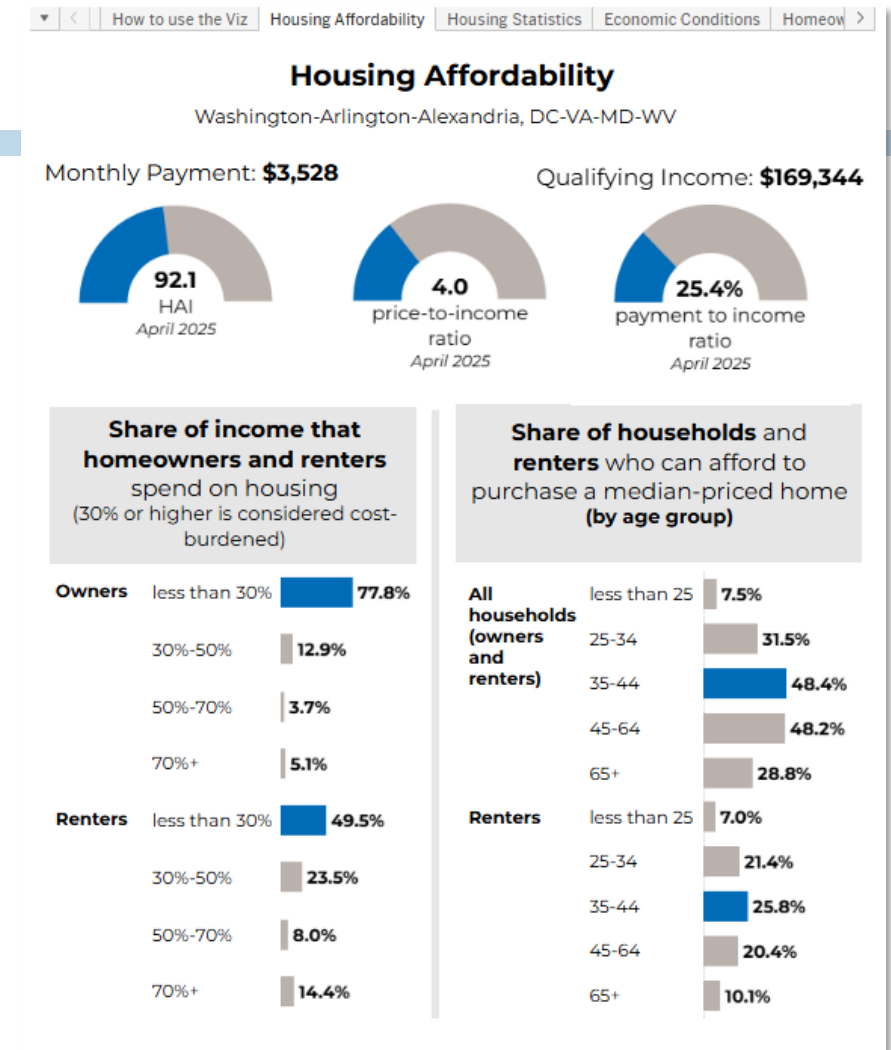 How to use the Viz Housing Affordability Housing Statistics Economic Conditions Homeow
Housing Affordability
Washington-Arlington-Alexandria, DC-VA-MD-WV
Monthly Payment: $3,528
Qualifying Income: $169,344
92.1
HAI
April 2025
4.0
price-to-income
ratio
April 2025
25.4%
payment to income
ratio
April 2025
Share of income that
homeowners and renters
spend on housing
(30% or higher is considered cost-
burdened)
Owners less than 30% 77.8%
30%-50% 12.9%
50%-70% 3.7%
70%+ 5.1%
Renters less than 30% 49.5%
30%-50% 23.5%
50%-70% 8.0%
70%+ 14.4%
Share of households and
renters who can afford to
purchase a median-priced home
(by age group)
All
households
(owners
and
renters)
less than 25 7.5%
25-34 31.5%
35-44 48.4%
45-64 48.2%
65+ 28.8%
Renters less than 25 7.0%
25-34 21.4%
35-44 25.8%
45-64 20.4%
65+ 10.1%